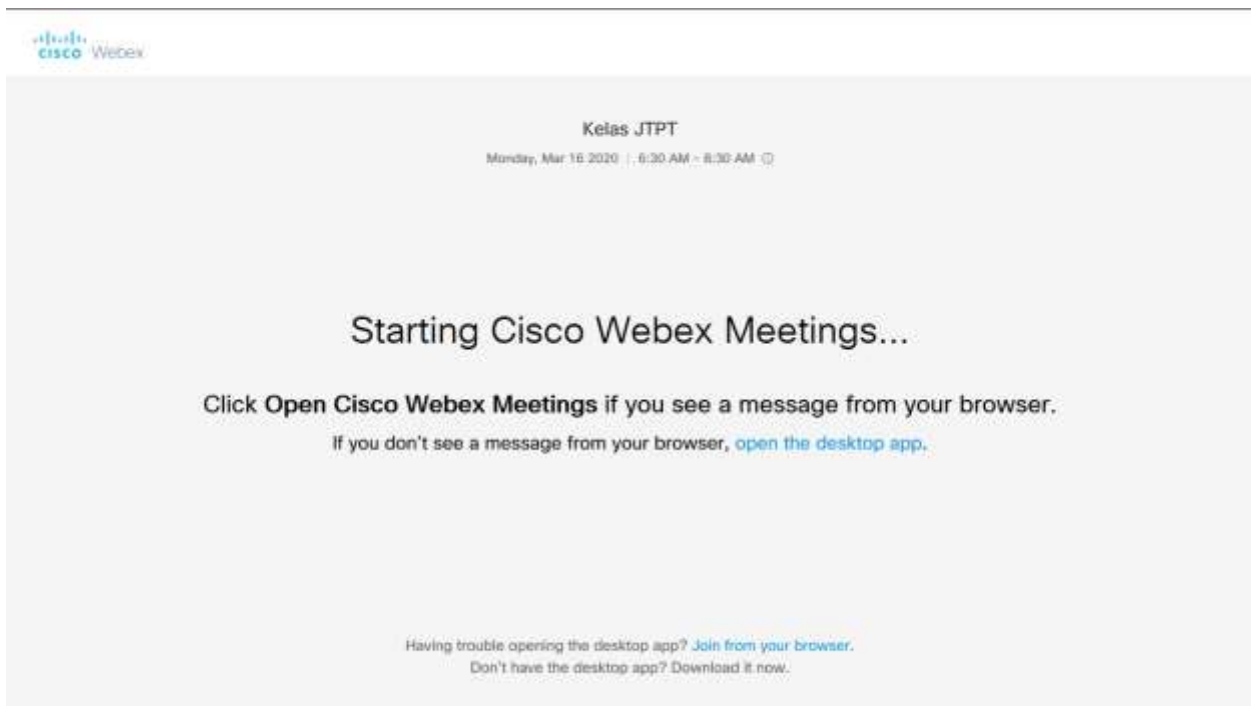 CISCO Webex
Kelas JTPT
Monday, Mar 16 2020 | 6:30 AM - 8:30 AM
Starting Cisco Webex Meetings...
Click Open Cisco Webex Meetings if you see a message from your browser.
If you don't see a message from your browser, open the desktop app.
Having trouble opening the desktop app? Join from your browser.
Don't have the desktop app? Download it now.